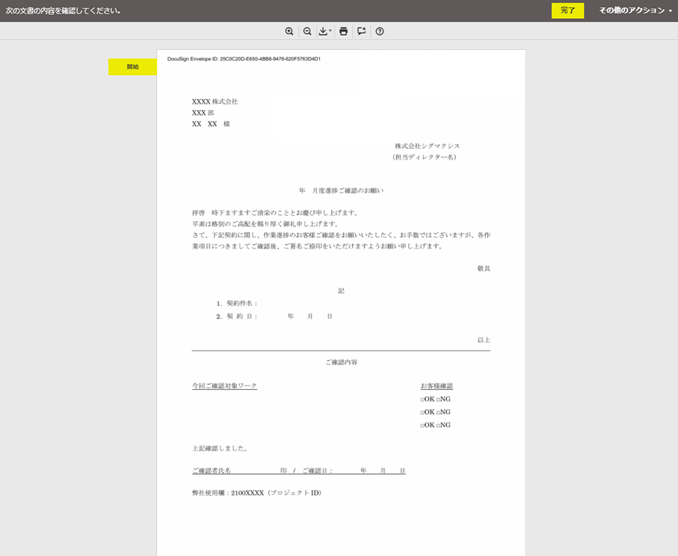 次の文書の内容を確認してください。
完了
その他のアクション
開始
DocuSign Envelope ID: 25C0C20D-E650-4BB8-9478-620F5763D4D1
XXXX 株式会社
XXX 部
XX XX 様
株式会社シグマクシス
（担当ディレクター名）
年 月度進捗ご確認のお願い
拝啓 時下ますますご清栄のこととお慶び申し上げます。
平素は格別のご高配を賜り厚く御礼申し上げます。
さて、下記契約に関し、作業進捗のお客様ご確認をお願いいたしたく、お手数ではございますが、各作
業項目につきましてご確認後、ご署名ご捺印をいただけますようお願い申し上げます。
敬具
記
1. 契約件名：
2. 契 約 日： 年 月 日
以上
ご確認内容
今回ご確認対象ワーク お客様確認
□OK □NG
□OK □NG
□OK □NG
上記確認しました。
ご確認者氏名 印 / ご確認日： 年 月 日
弊社使用欄：2100XXXX（プロジェクト ID）